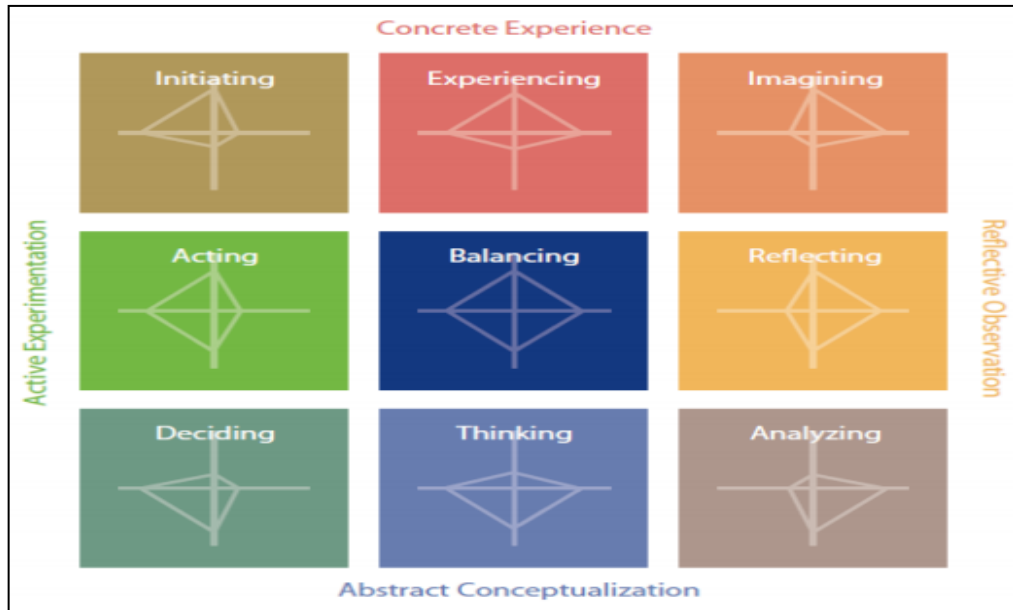 Concrete Experience
Initiating
Experiencing
Imagining
Active Experimentation
Acting
Balancing
Reflecting
Reflective Observation
Deciding
Thinking
Analyzing
Abstract Conceptualization